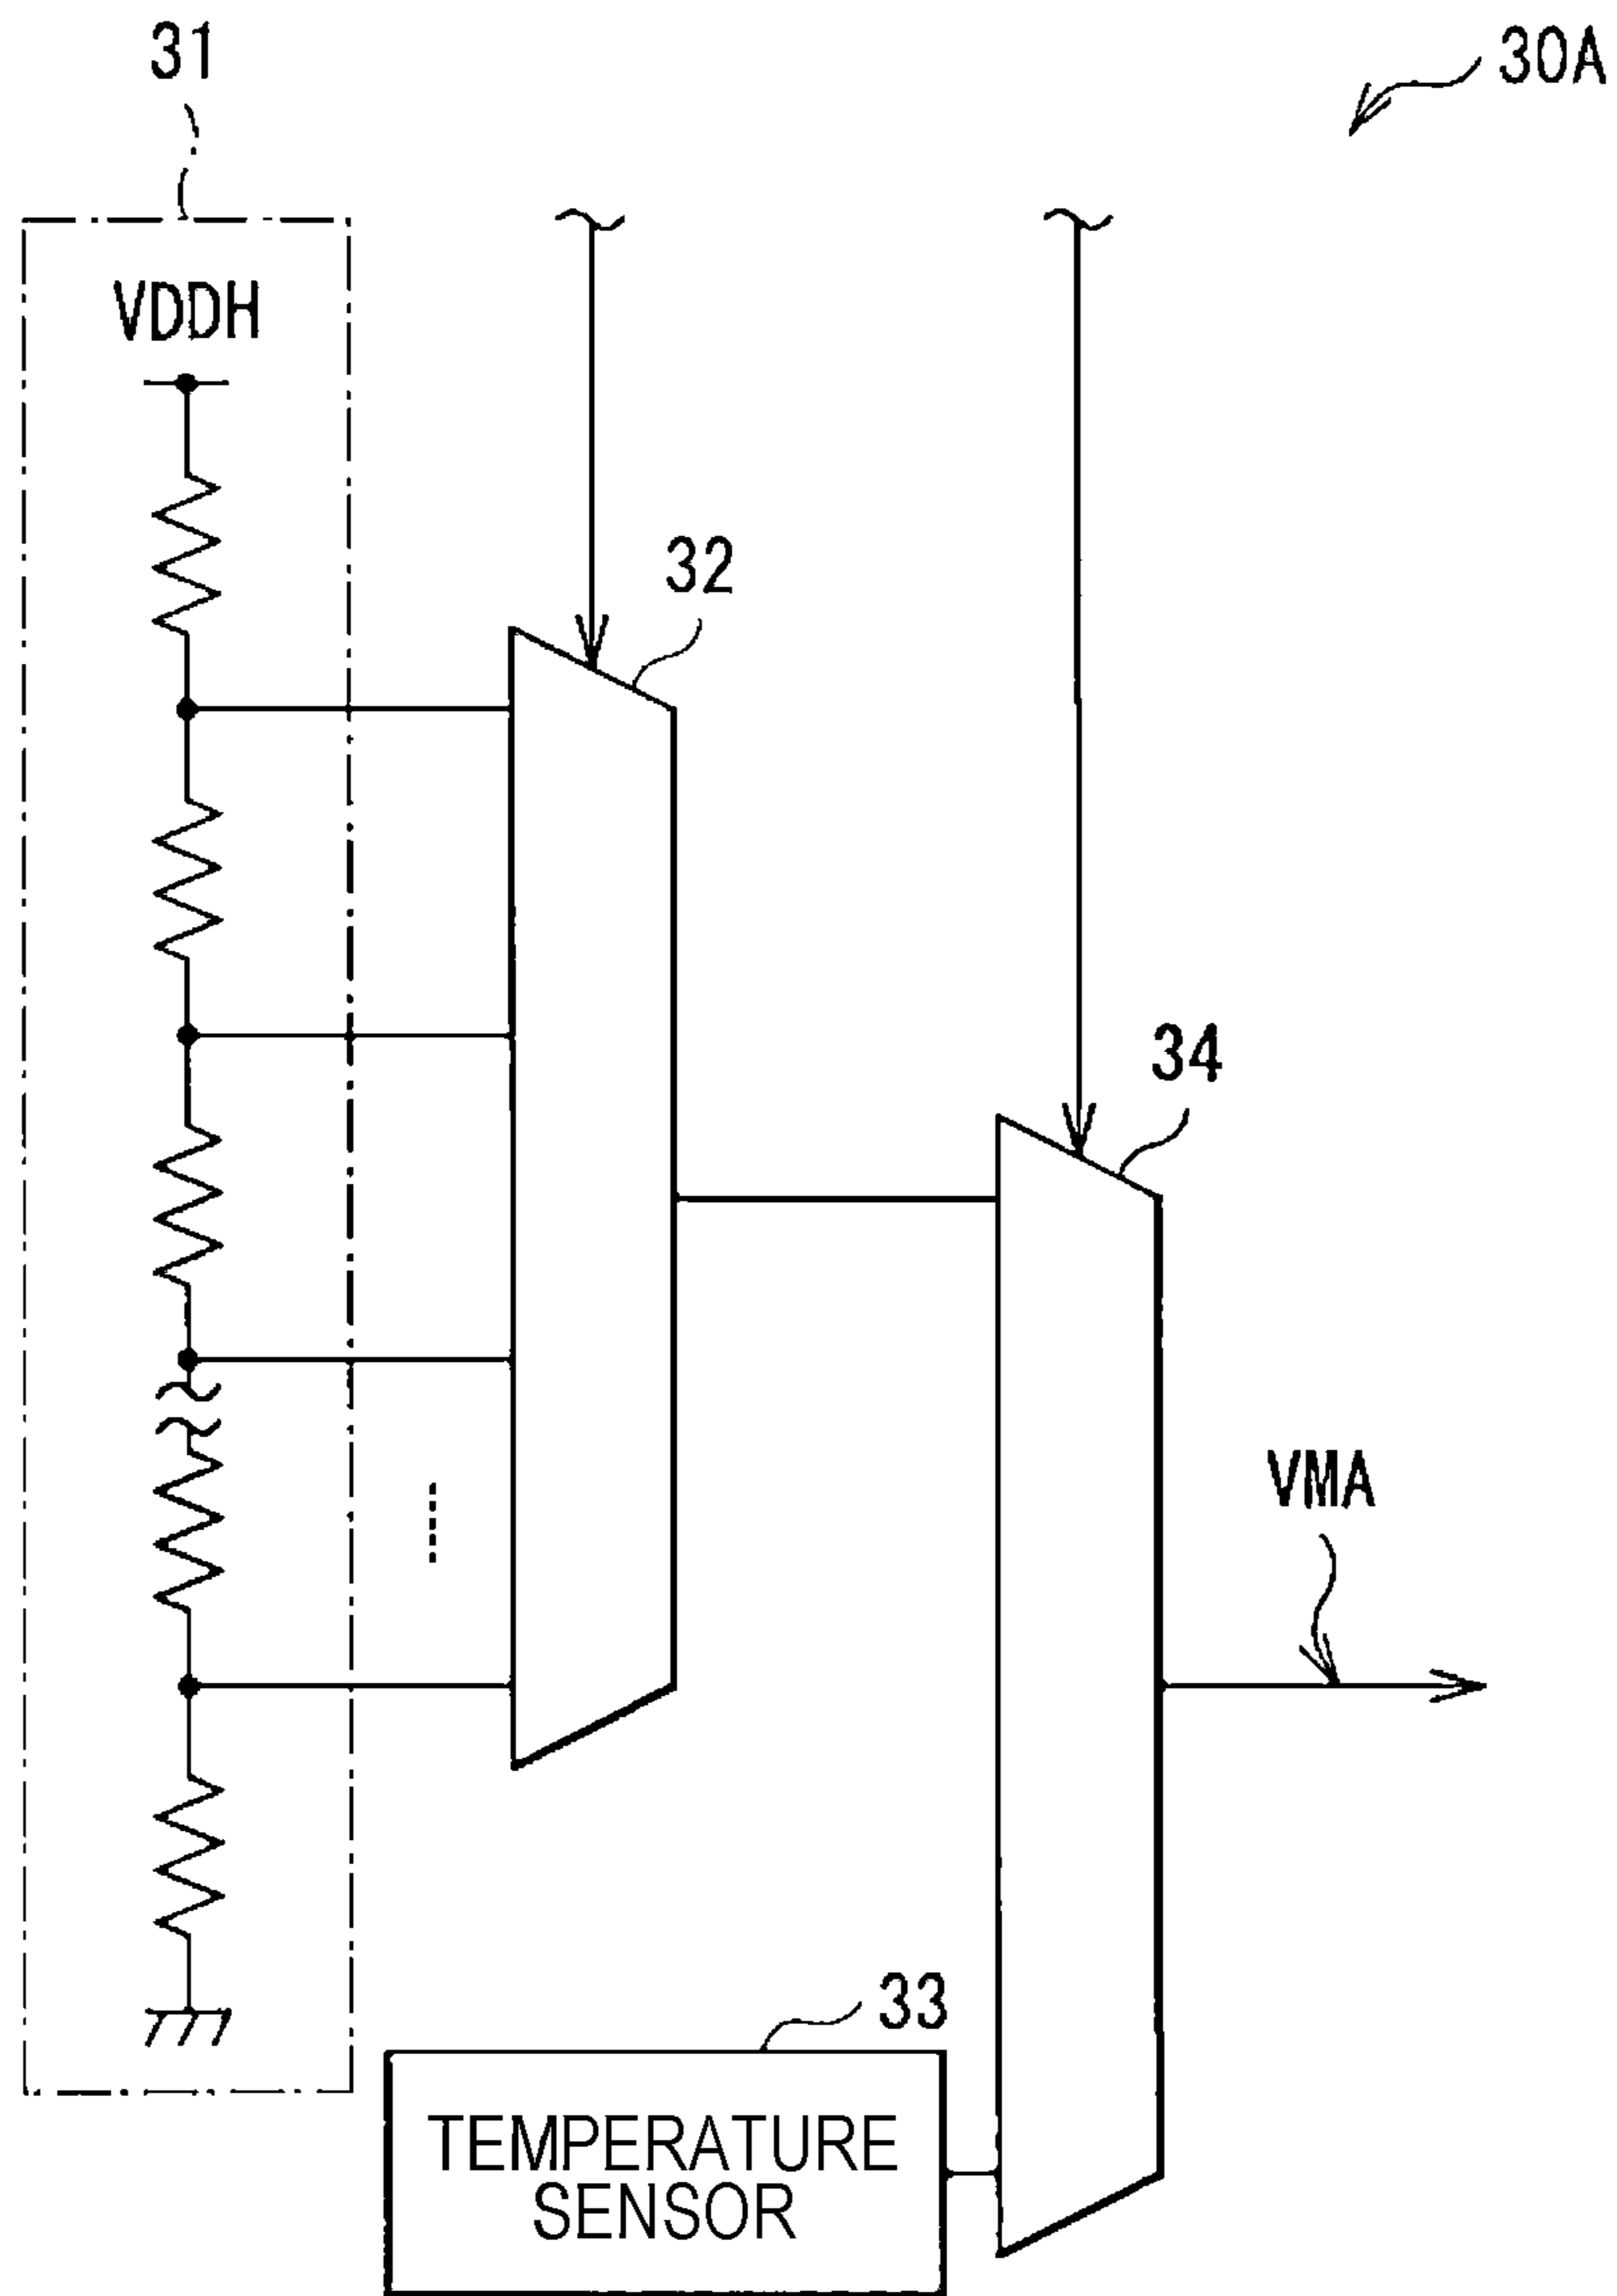 31
30A
VDDH
32
34
VMA
33
TEMPERATURE
SENSOR